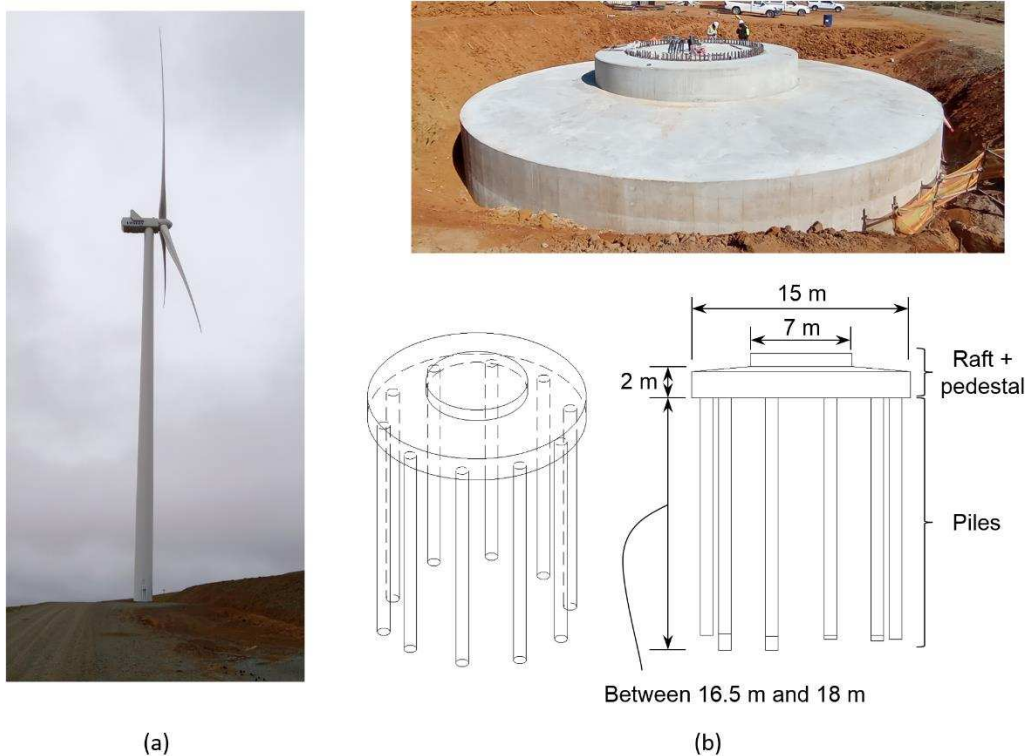 15 m
7 m
2 m
Raft +
pedestal
Piles
Between 16.5 m and 18 m
(a)
(b)